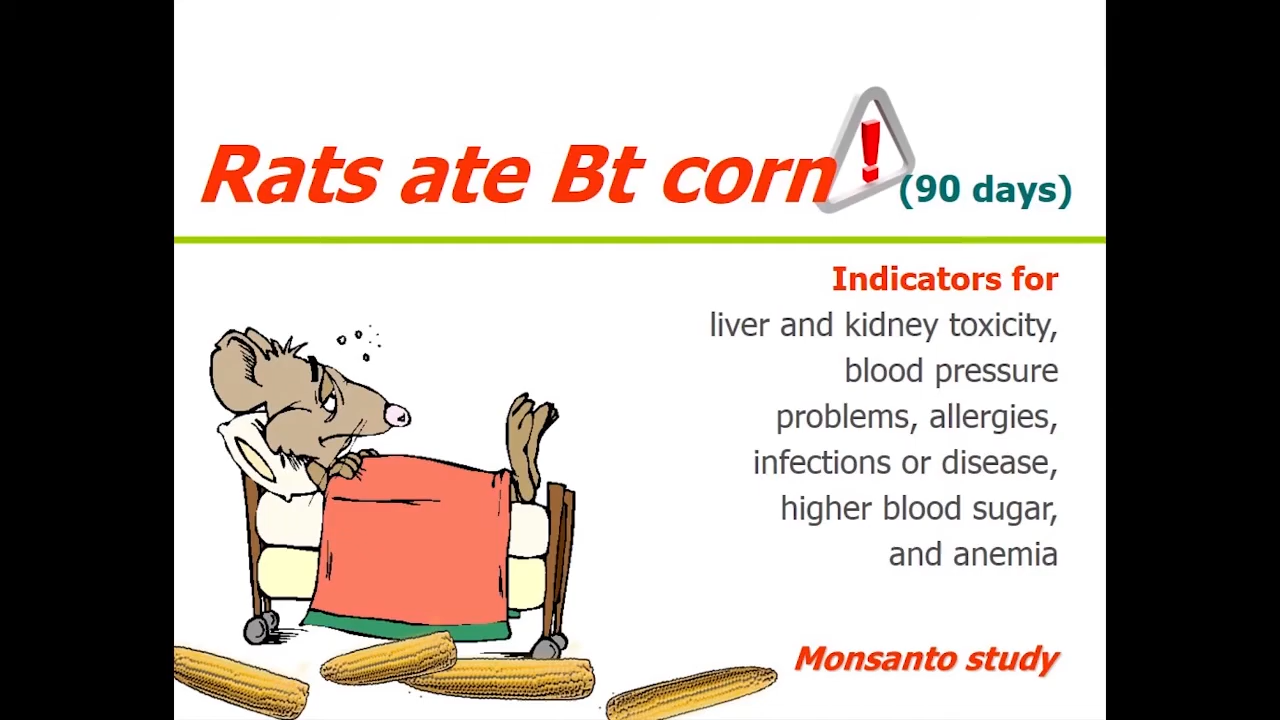 Rats ate Bt corn (90 days)
Indicators for
liver and kidney toxicity,
blood pressure
problems, allergies,
infections or disease,
higher blood sugar,
and anemia
Monsanto study